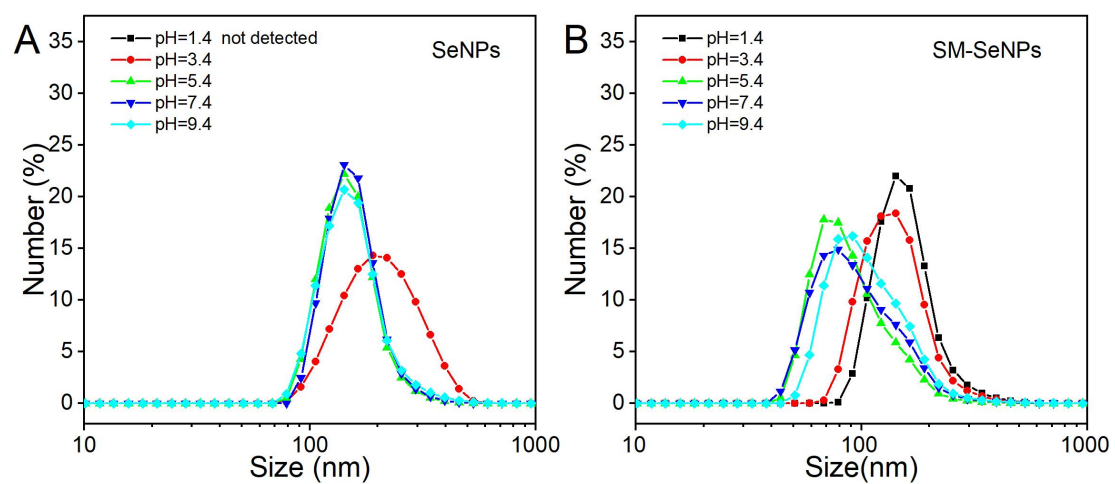 A
SeNPs
pH=1.4 not detected
pH=3.4
pH=5.4
pH=7.4
pH=9.4
Number (%)
35
30
25
20
15
10
5
0
10
100
1000
Size (nm)
B
SM-SeNPs
pH=1.4
pH=3.4
pH=5.4
pH=7.4
pH=9.4
Number (%)
35
30
25
20
15
10
5
0
10
100
1000
Size(nm)